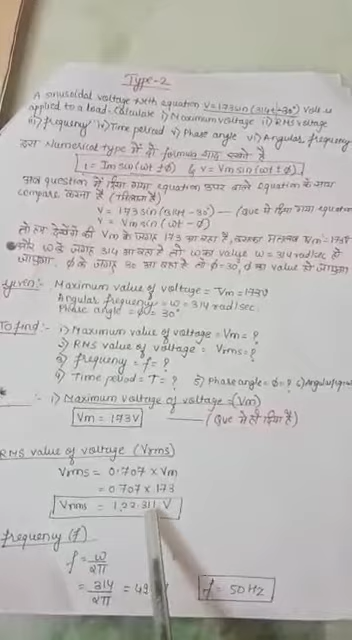 Type-2
A sinusoidal voltage with equation V=173sin(314t-30°) Volt is
applied to a load. Calculate i) Maximum voltage ii) RMS voltage
iii) frequency iv) Time period v) Phase angle vi) Angular frequency
इस Numerical type में दो formula याद रखते है
i = Im sin(ωt ± φ) & V = Vm sin(ωt ± φ)
अब question में दिया गया equation ऊपर वाले equation के साथ
compare करना है
V = 173 sin(314t - 30°) — (Que में दिया गया equation
V = Vm sin(ωt - φ)
तो हम देखेंगे की Vm के जगह 173 आ रहा है, इसका मतलब Vm = 173V
और ω के जगह 314 आ रहा है तो ω का value ω = 314 rad/sec हो
जाएगा. φ के जगह 30 आ रहा है तो φ=30°, φ का value हो जाएगा
Given:- Maximum value of voltage = Vm = 173V
Angular frequency = ω = 314 rad/sec
Phase angle = φ = 30°
To find:- 1) Maximum value of voltage = Vm = ?
2) RMS value of voltage = Vrms = ?
3) frequency = f = ?
4) Time period = T = ? 5) Phase angle = φ = ? 6)
:- i) Maximum voltage of voltage = (Vm)
Vm = 173V — (Que में ही दिया है)
RMS value of voltage (Vrms)
Vrms = 0.707 × Vm
= 0.707 × 173
Vrms = 122.311 V
frequency (f)
f = ω/2π
= 314/2π = 49 f = 50 Hz